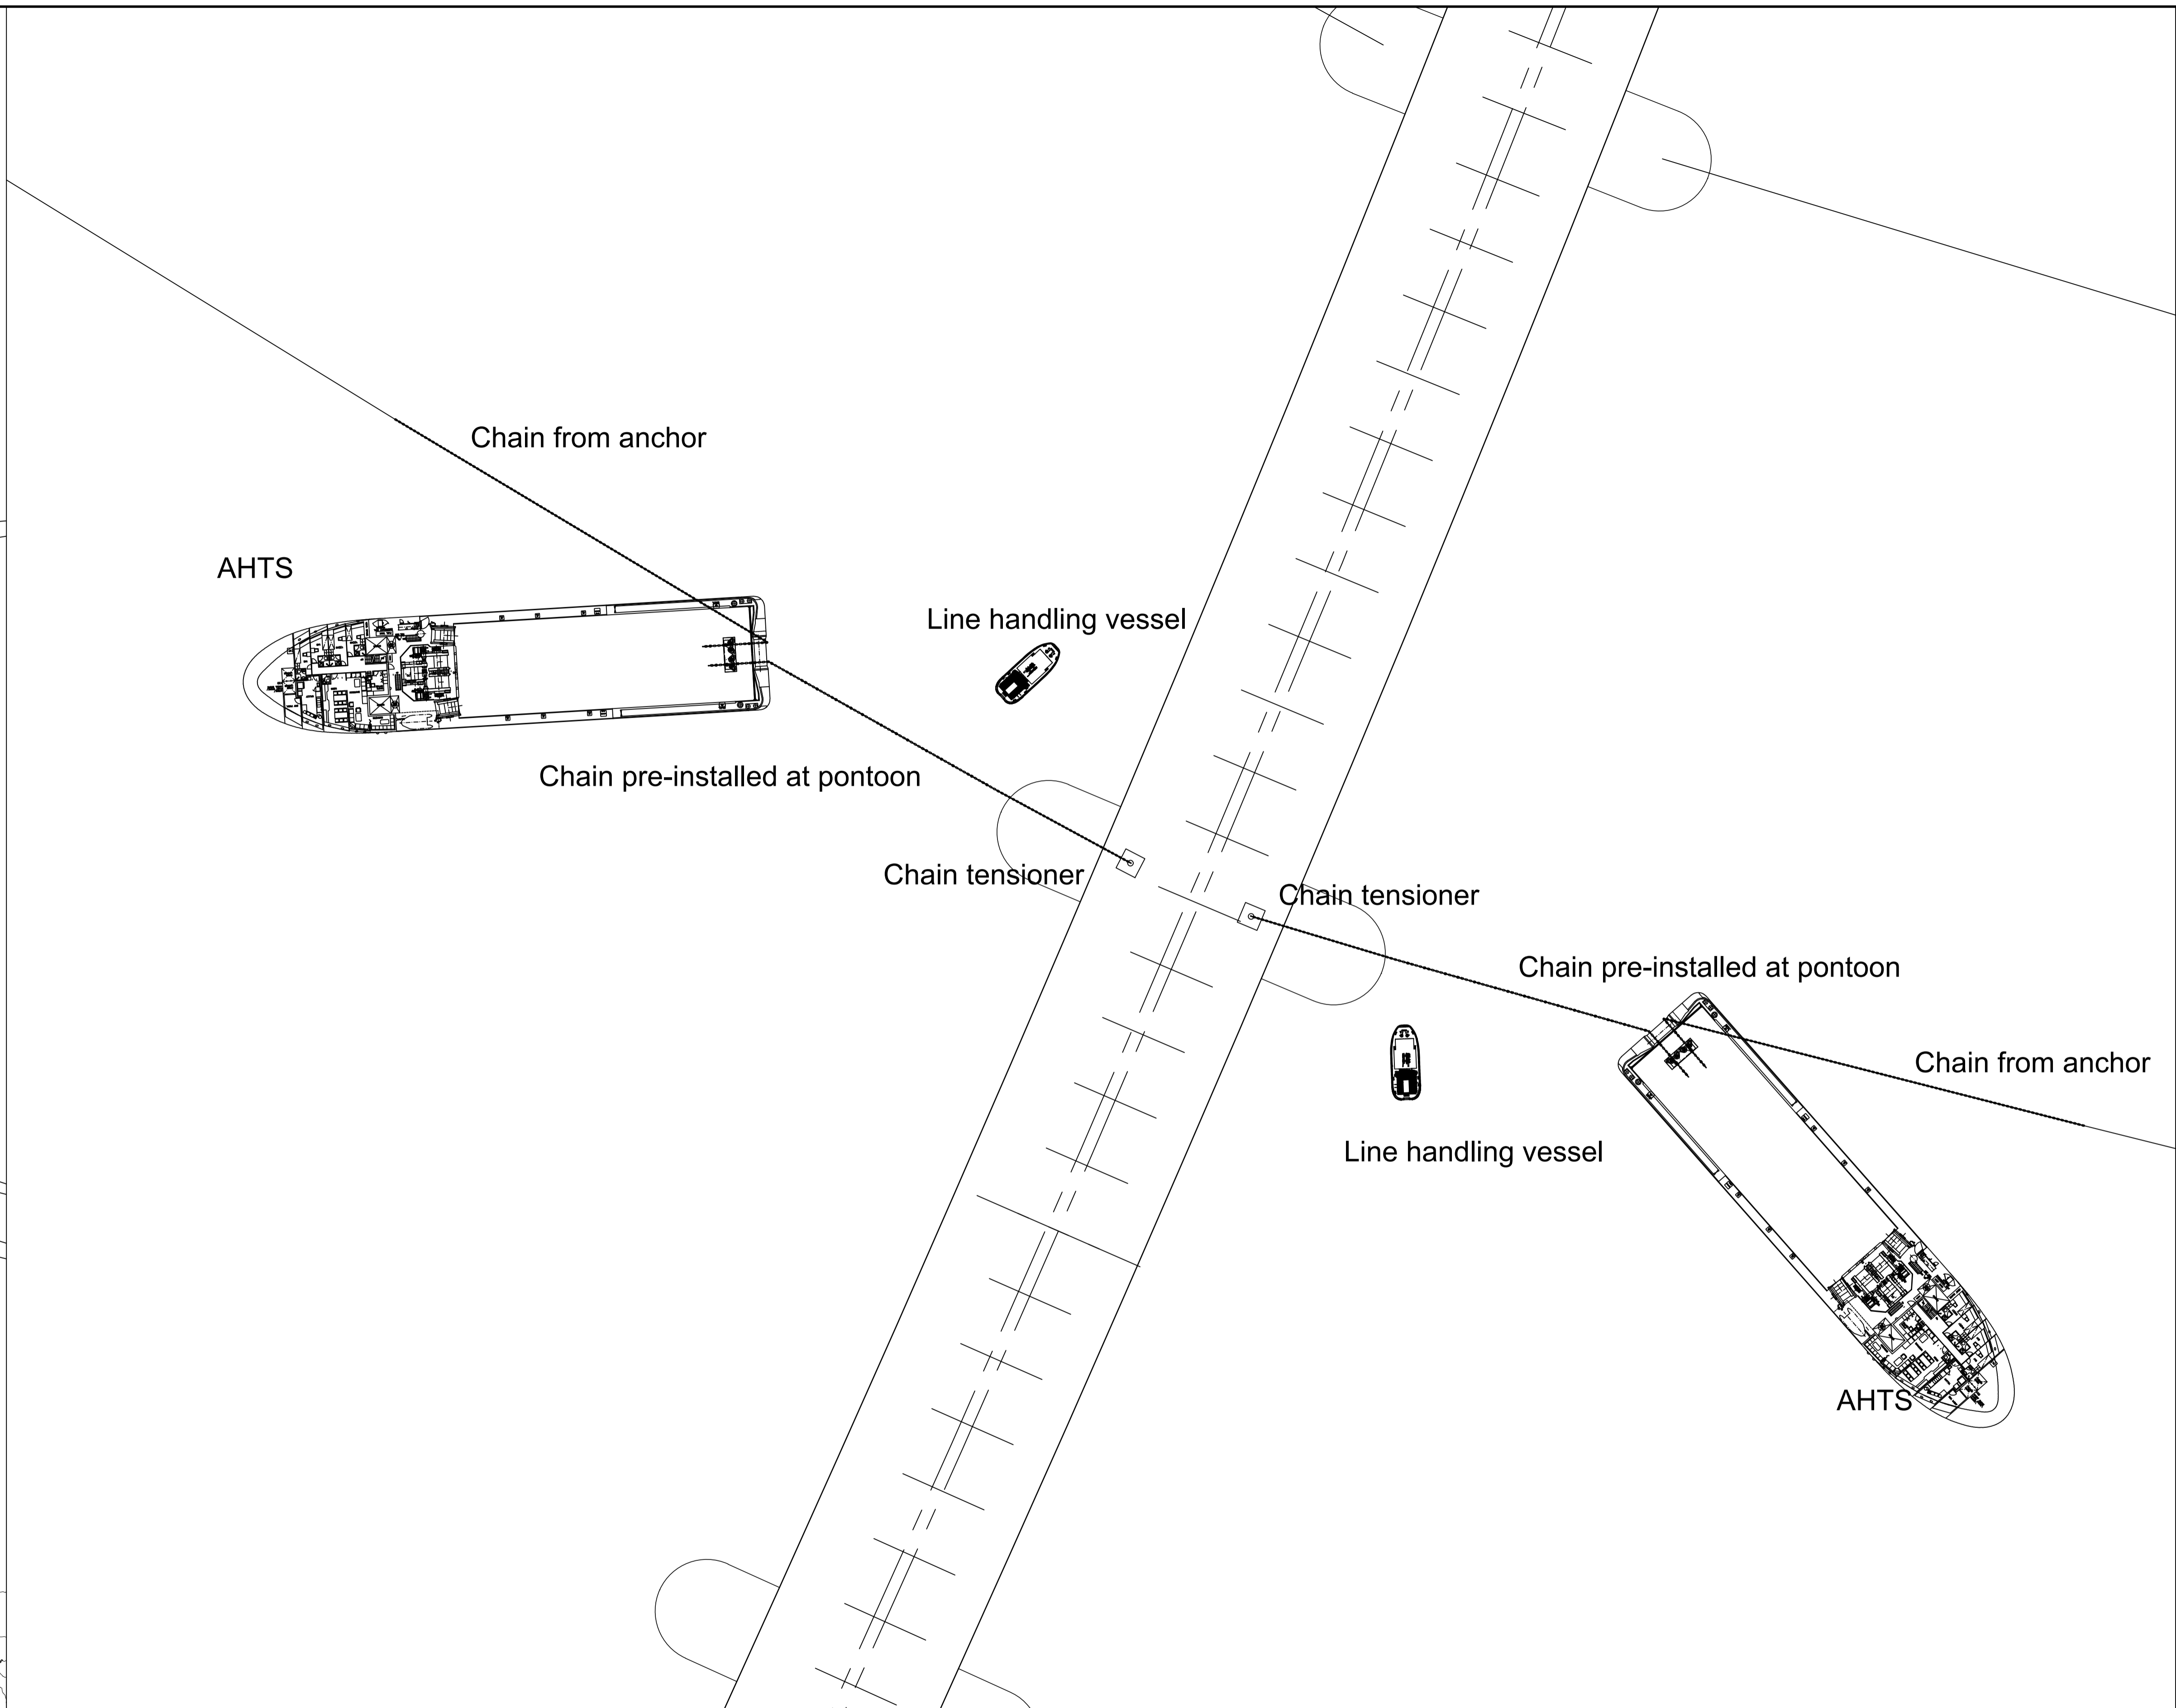 Chain from anchor
AHTS
Line handling vessel
Chain pre-installed at pontoon
Chain tensioner
Chain tensioner
Chain pre-installed at pontoon
Chain from anchor
Line handling vessel
AHTS